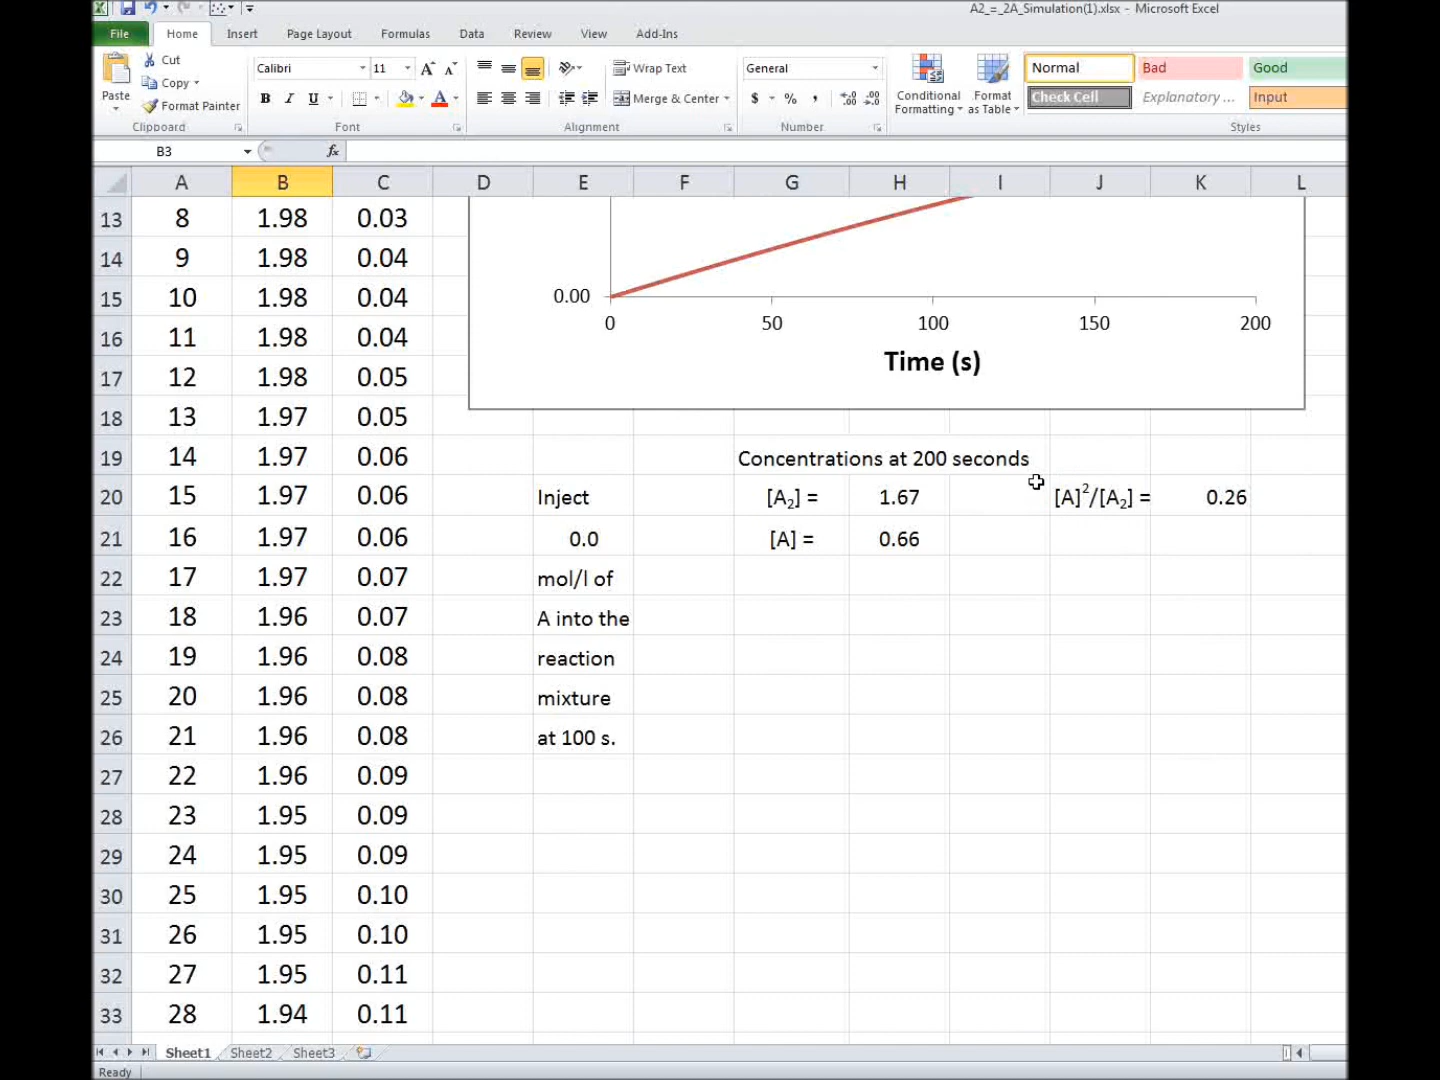 A2_=_2A_Simulation(1).xlsx - Microsoft Excel
File Home Insert Page Layout Formulas Data Review View Add-Ins
Paste
Cut
Copy
Format Painter
Clipboard
Calibri 11
B I U
Font
Wrap Text
Merge & Center
Alignment
General
$ % ,
Number
Conditional Formatting
Format as Table
Normal Bad Good
Check Cell Explanatory ... Input
Styles
B3 fx
A B C D E F G H I J K L
13 8 1.98 0.03
14 9 1.98 0.04
15 10 1.98 0.04
16 11 1.98 0.04
17 12 1.98 0.05
18 13 1.97 0.05
19 14 1.97 0.06
20 15 1.97 0.06
21 16 1.97 0.06
22 17 1.97 0.07
23 18 1.96 0.07
24 19 1.96 0.08
25 20 1.96 0.08
26 21 1.96 0.08
27 22 1.96 0.09
28 23 1.95 0.09
29 24 1.95 0.09
30 25 1.95 0.10
31 26 1.95 0.10
32 27 1.95 0.11
33 28 1.94 0.11
0.00
0 50 100 150 200
Time (s)
Concentrations at 200 seconds
Inject [A₂] = 1.67 [A]²/[A₂] = 0.26
0.0 [A] = 0.66
mol/l of
A into the
reaction
mixture
at 100 s.
Sheet1 Sheet2 Sheet3
Ready